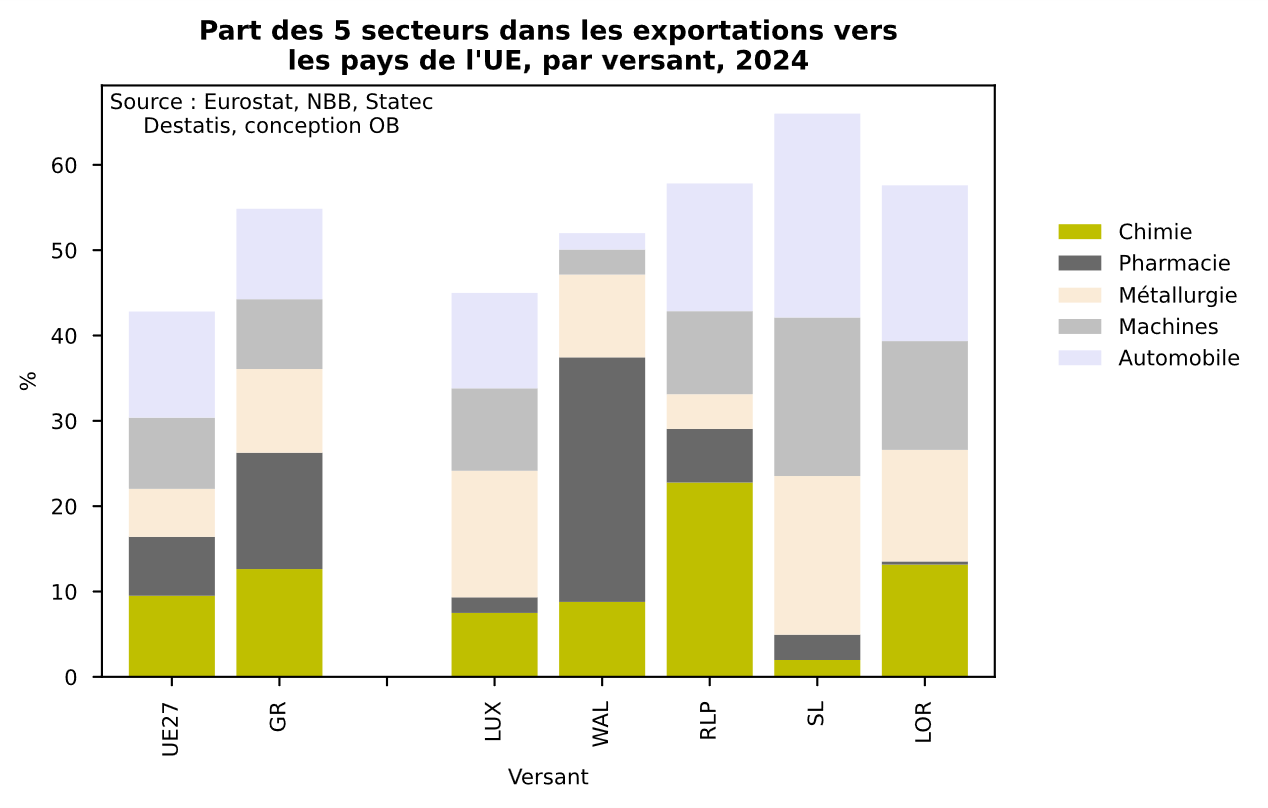 Part des 5 secteurs dans les exportations vers
les pays de l'UE, par versant, 2024
Source : Eurostat, NBB, Statec
Destatis, conception OB
60
50
40
30
20
10
0
%
Chimie
Pharmacie
Métallurgie
Machines
Automobile
UE27
GR
LUX
WAL
RLP
SL
LOR
Versant